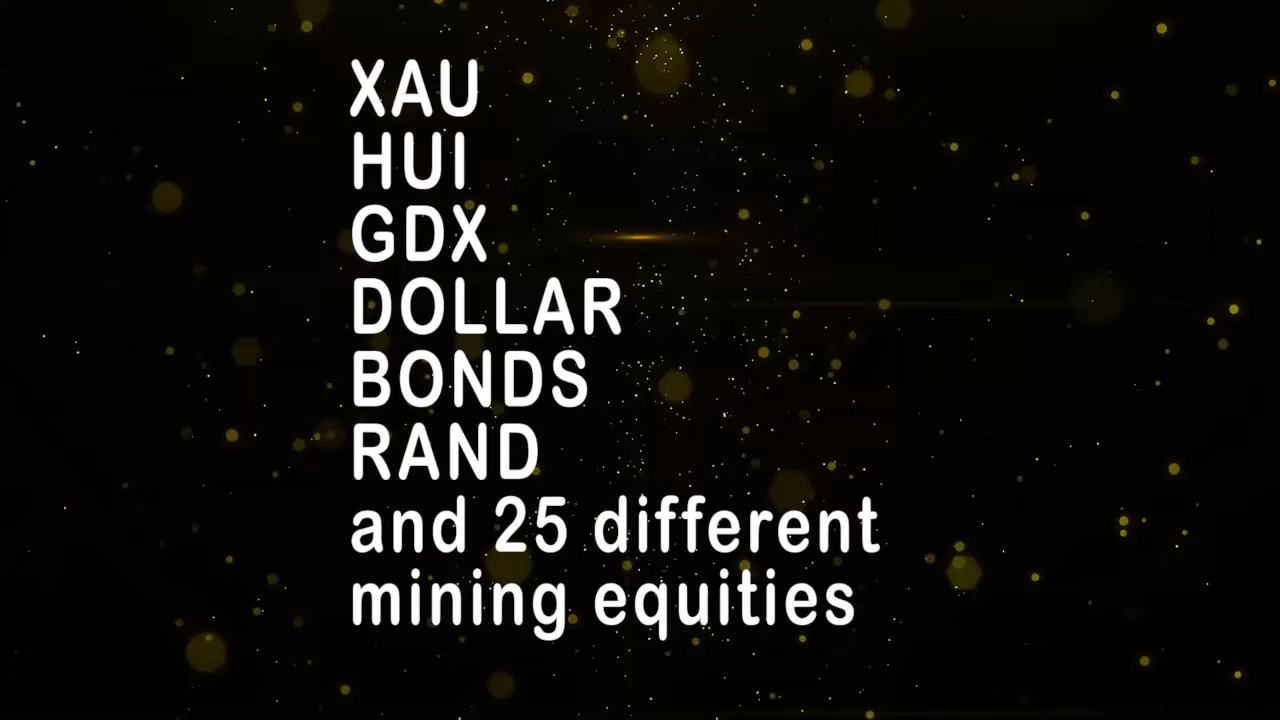 XAU
HUI
GDX
DOLLAR
BONDS
RAND
and 25 different
mining equities